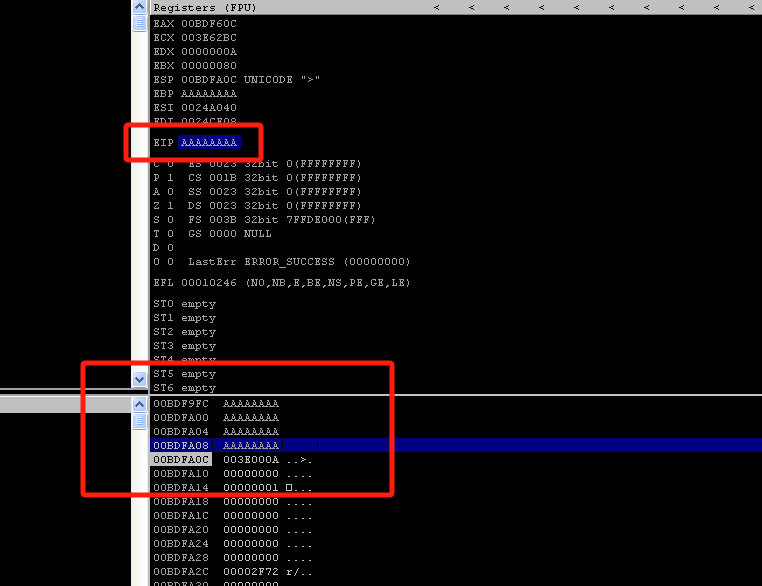 Registers (FPU) < < < < < < < < < <
EAX 00BDF60C
ECX 003E62BC
EDX 0000000A
EBX 00000080
ESP 00BDFA0C UNICODE ">"
EBP AAAAAAAA
ESI 0024A040
EDI 0024CE08
EIP AAAAAAAA
C 0 ES 0023 32bit 0(FFFFFFFF)
P 1 CS 001B 32bit 0(FFFFFFFF)
A 0 SS 0023 32bit 0(FFFFFFFF)
Z 1 DS 0023 32bit 0(FFFFFFFF)
S 0 FS 003B 32bit 7FFDE000(FFF)
T 0 GS 0000 NULL
D 0
O 0 LastErr ERROR_SUCCESS (00000000)
EFL 00010246 (NO,NB,E,BE,NS,PE,GE,LE)
ST0 empty
ST1 empty
ST2 empty
ST3 empty
ST4 empty
ST5 empty
ST6 empty
00BDF9FC AAAAAAAA
00BDFA00 AAAAAAAA
00BDFA04 AAAAAAAA
00BDFA08 AAAAAAAA
00BDFA0C 003E000A ..>.
00BDFA10 00000000 ....
00BDFA14 00000001 □...
00BDFA18 00000000 ....
00BDFA1C 00000000 ....
00BDFA20 00000000 ....
00BDFA24 00000000 ....
00BDFA28 00000000 ....
00BDFA2C 00002F72 r/..
00BDFA30 00000000